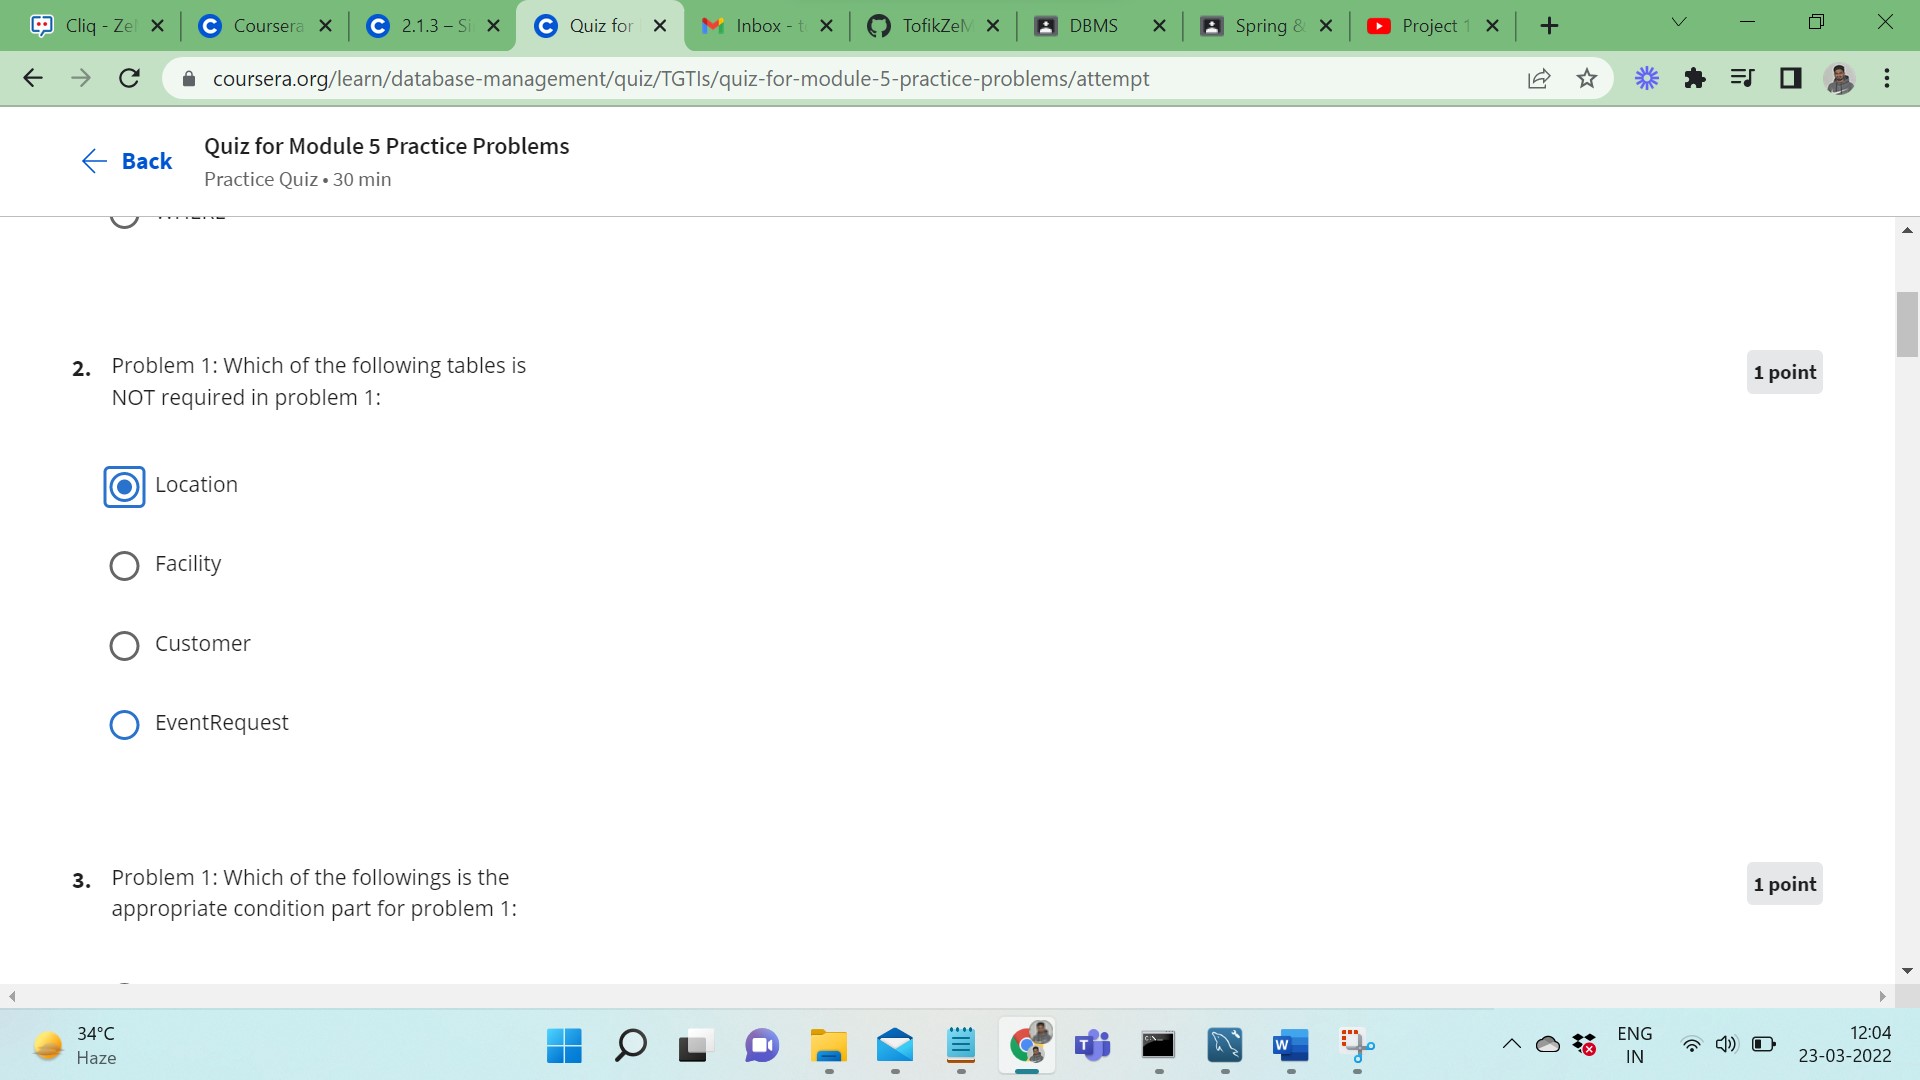 Cliq - Zel
Coursera
2.1.3 – Si
Quiz for
Inbox - t
TofikZeM
DBMS
Spring &
Project 1
coursera.org/learn/database-management/quiz/TGTIs/quiz-for-module-5-practice-problems/attempt
Back
Quiz for Module 5 Practice Problems
Practice Quiz • 30 min
WHERE
2. Problem 1: Which of the following tables is
NOT required in problem 1:
1 point
Location
Facility
Customer
EventRequest
3. Problem 1: Which of the followings is the
appropriate condition part for problem 1:
1 point
34°C
Haze
ENG
IN
12:04
23-03-2022